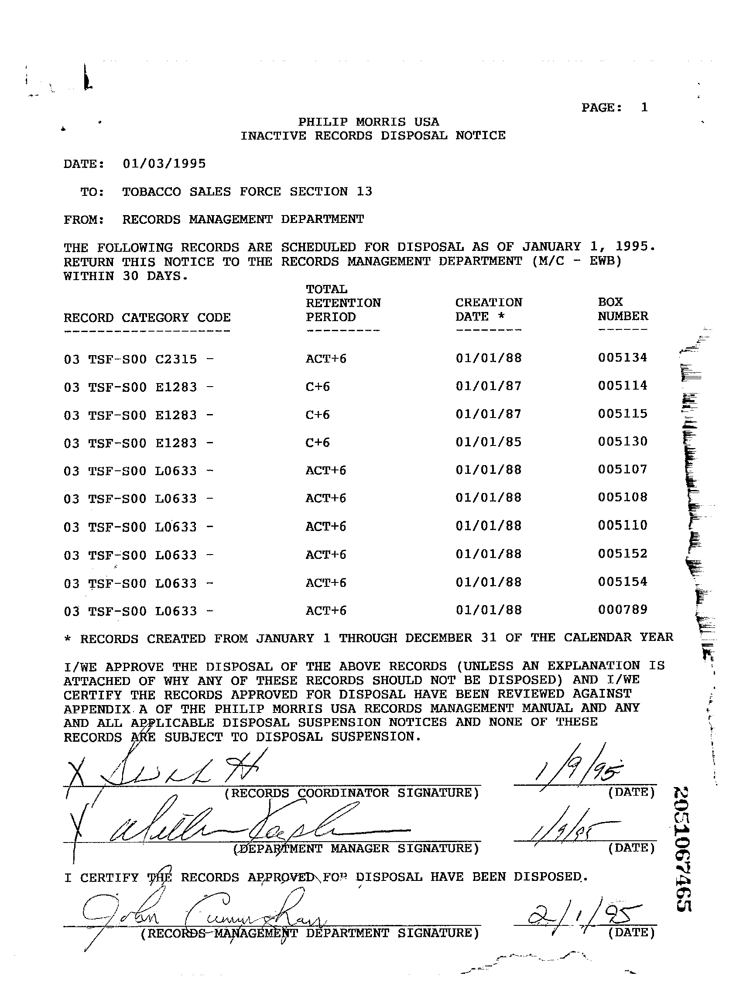 PAGE: 1
PHILIP MORRIS USA
INACTIVE RECORDS DISPOSAL NOTICE
DATE: 01/03/1995
TO: TOBACCO SALES FORCE SECTION 13
FROM: RECORDS MANAGEMENT DEPARTMENT
THE FOLLOWING RECORDS ARE SCHEDULED FOR DISPOSAL AS OF JANUARY 1, 1995.
RETURN THIS NOTICE TO THE RECORDS MANAGEMENT DEPARTMENT (M/C - EWB)
WITHIN 30 DAYS.
TOTAL
RETENTION CREATION BOX
RECORD CATEGORY CODE PERIOD DATE * NUMBER
-------------------- --------- -------- ------
03 TSF-S00 C2315 - ACT+6 01/01/88 005134
03 TSF-S00 E1283 - C+6 01/01/87 005114
03 TSF-S00 E1283 - C+6 01/01/87 005115
03 TSF-S00 E1283 - C+6 01/01/85 005130
03 TSF-S00 L0633 - ACT+6 01/01/88 005107
03 TSF-S00 L0633 - ACT+6 01/01/88 005108
03 TSF-S00 L0633 - ACT+6 01/01/88 005110
03 TSF-S00 L0633 - ACT+6 01/01/88 005152
03 TSF-S00 L0633 - ACT+6 01/01/88 005154
03 TSF-S00 L0633 - ACT+6 01/01/88 000789
* RECORDS CREATED FROM JANUARY 1 THROUGH DECEMBER 31 OF THE CALENDAR YEAR
I/WE APPROVE THE DISPOSAL OF THE ABOVE RECORDS (UNLESS AN EXPLANATION IS
ATTACHED OF WHY ANY OF THESE RECORDS SHOULD NOT BE DISPOSED) AND I/WE
CERTIFY THE RECORDS APPROVED FOR DISPOSAL HAVE BEEN REVIEWED AGAINST
APPENDIX A OF THE PHILIP MORRIS USA RECORDS MANAGEMENT MANUAL AND ANY
AND ALL APPLICABLE DISPOSAL SUSPENSION NOTICES AND NONE OF THESE
RECORDS ARE SUBJECT TO DISPOSAL SUSPENSION.
X 1/9/95
(RECORDS COORDINATOR SIGNATURE) (DATE)
X 1/9/95
(DEPARTMENT MANAGER SIGNATURE) (DATE)
I CERTIFY THE RECORDS APPROVED FOR DISPOSAL HAVE BEEN DISPOSED.
John 2/1/95
(RECORDS MANAGEMENT DEPARTMENT SIGNATURE) (DATE)
2051067465